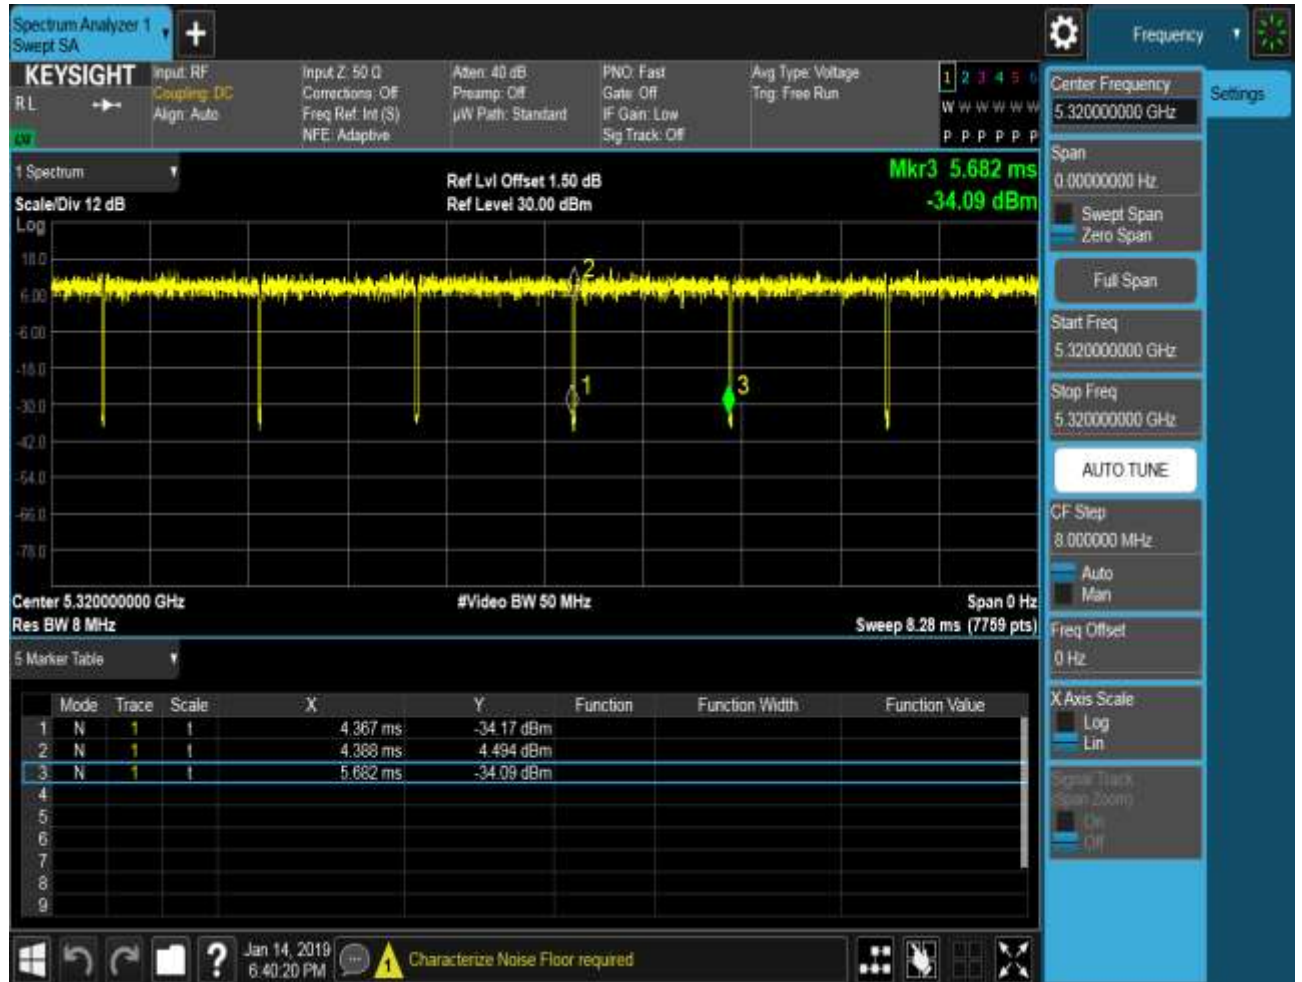 Spectrum Analyzer 1
Swept SA
Frequency
KEYSIGHT
RL
Input: RF
Coupling: DC
Align: Auto
Input Z: 50 Ω
Corrections: Off
Freq Ref: Int (S)
NFE: Adaptive
Atten: 40 dB
Preamp: Off
µW Path: Standard
PNO: Fast
Gate: Off
IF Gain: Low
Sig Track: Off
Avg Type: Voltage
Trig: Free Run
1 2 3 4 5 6
W W W W W W
P P P P P P
1 Spectrum
Scale/Div 12 dB
Ref Lvl Offset 1.50 dB
Ref Level 30.00 dBm
Mkr3 5.682 ms
-34.09 dBm
Log
18.0
6.00
-6.00
-18.0
-30.0
-42.0
-54.0
-66.0
-78.0
2
1
3
Center 5.320000000 GHz
#Video BW 50 MHz
Span 0 Hz
Res BW 8 MHz
Sweep 8.28 ms (7759 pts)
5 Marker Table
Mode Trace Scale X Y Function Function Width Function Value
1 N 1 t 4.367 ms -34.17 dBm
2 N 1 t 4.388 ms 4.494 dBm
3 N 1 t 5.682 ms -34.09 dBm
4
5
6
7
8
9
Jan 14, 2019
6:40:20 PM
1
Characterize Noise Floor required
Center Frequency
5.320000000 GHz
Settings
Span
0.00000000 Hz
Swept Span
Zero Span
Full Span
Start Freq
5.320000000 GHz
Stop Freq
5.320000000 GHz
AUTO TUNE
CF Step
8.000000 MHz
Auto
Man
Freq Offset
0 Hz
X Axis Scale
Log
Lin
Signal Track
(Span Zoom)
On
Off